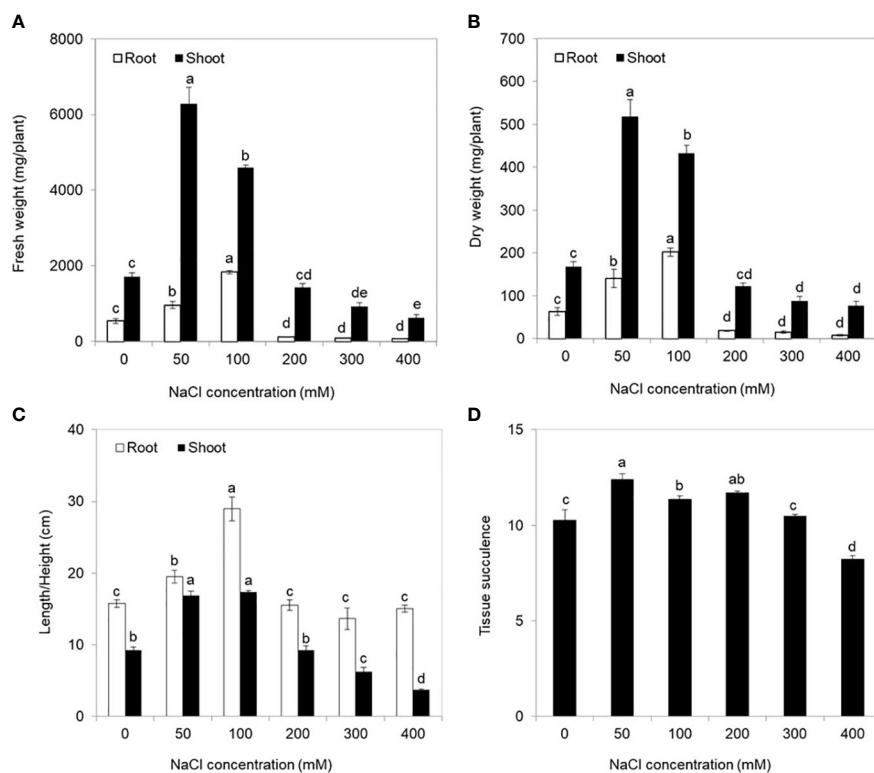 A
8000
6000
4000
2000
0
Fresh weight (mg/plant)
Root Shoot
c c
b a
a b
d cd
d de
d e
0 50 100 200 300 400
NaCl concentration (mM)
B
700
600
500
400
300
200
100
0
Dry weight (mg/plant)
Root Shoot
c c
b a
a b
d cd
d d
d d
0 50 100 200 300 400
NaCl concentration (mM)
C
40
30
20
10
0
Length/Height (cm)
Root Shoot
c b
b a
a a
c b
c c
c d
0 50 100 200 300 400
NaCl concentration (mM)
D
15
10
5
0
Tissue succulence
c a b ab c d
0 50 100 200 300 400
NaCl concentration (mM)